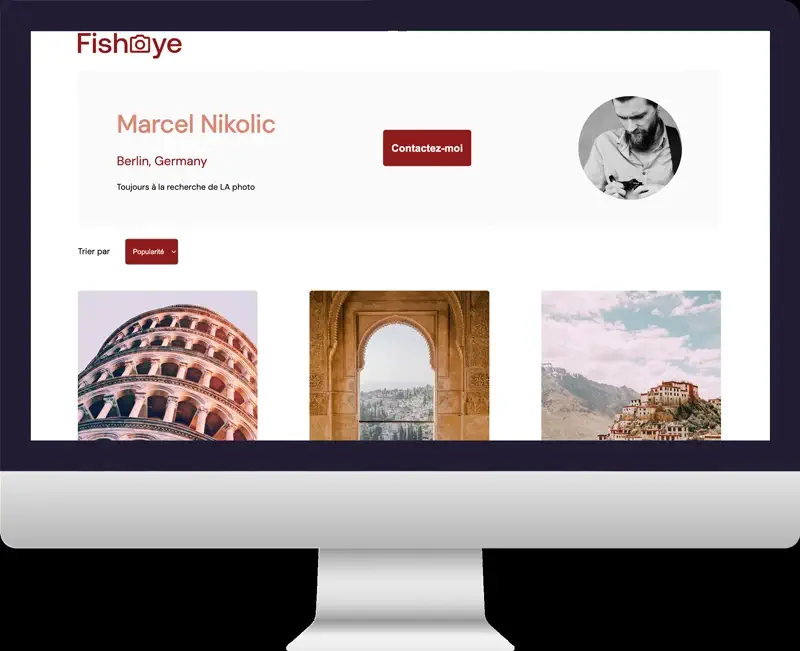 Fisheye
Marcel Nikolic
Berlin, Germany
Toujours à la recherche de LA photo
Contactez-moi
Trier par
Popularité